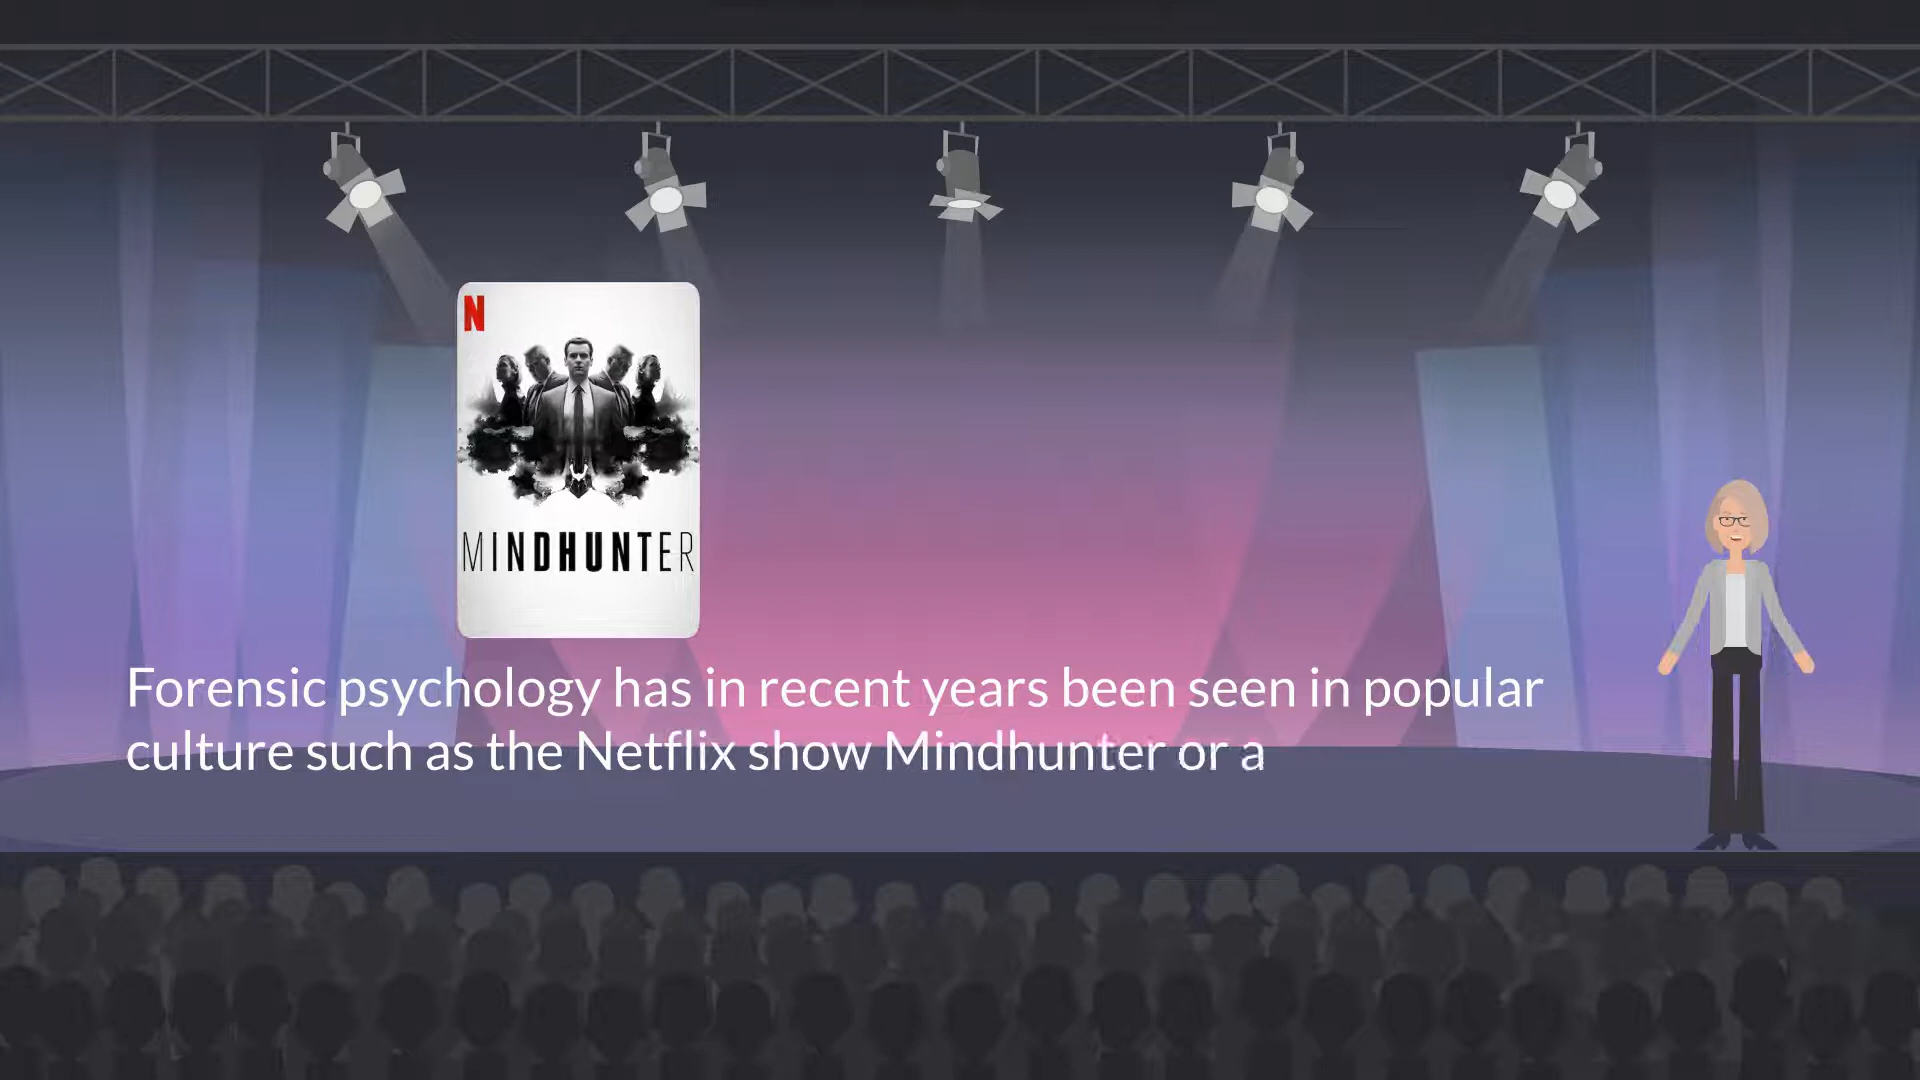 N
MINDHUNTER
Forensic psychology has in recent years been seen in popular
culture such as the Netflix show Mindhunter or a